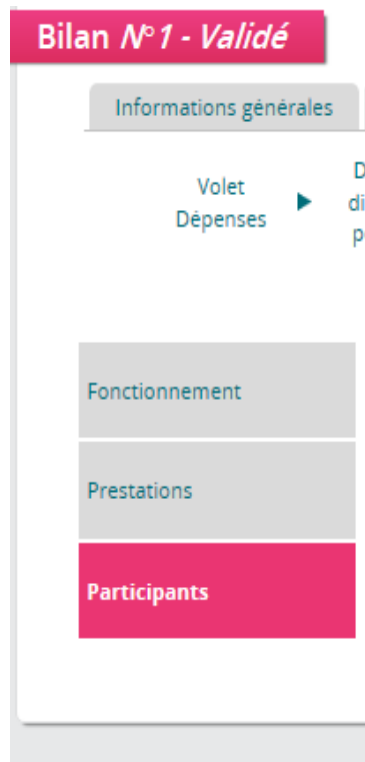 Bilan N°1 - Validé
Informations générales
Volet
Dépenses
Fonctionnement
Prestations
Participants